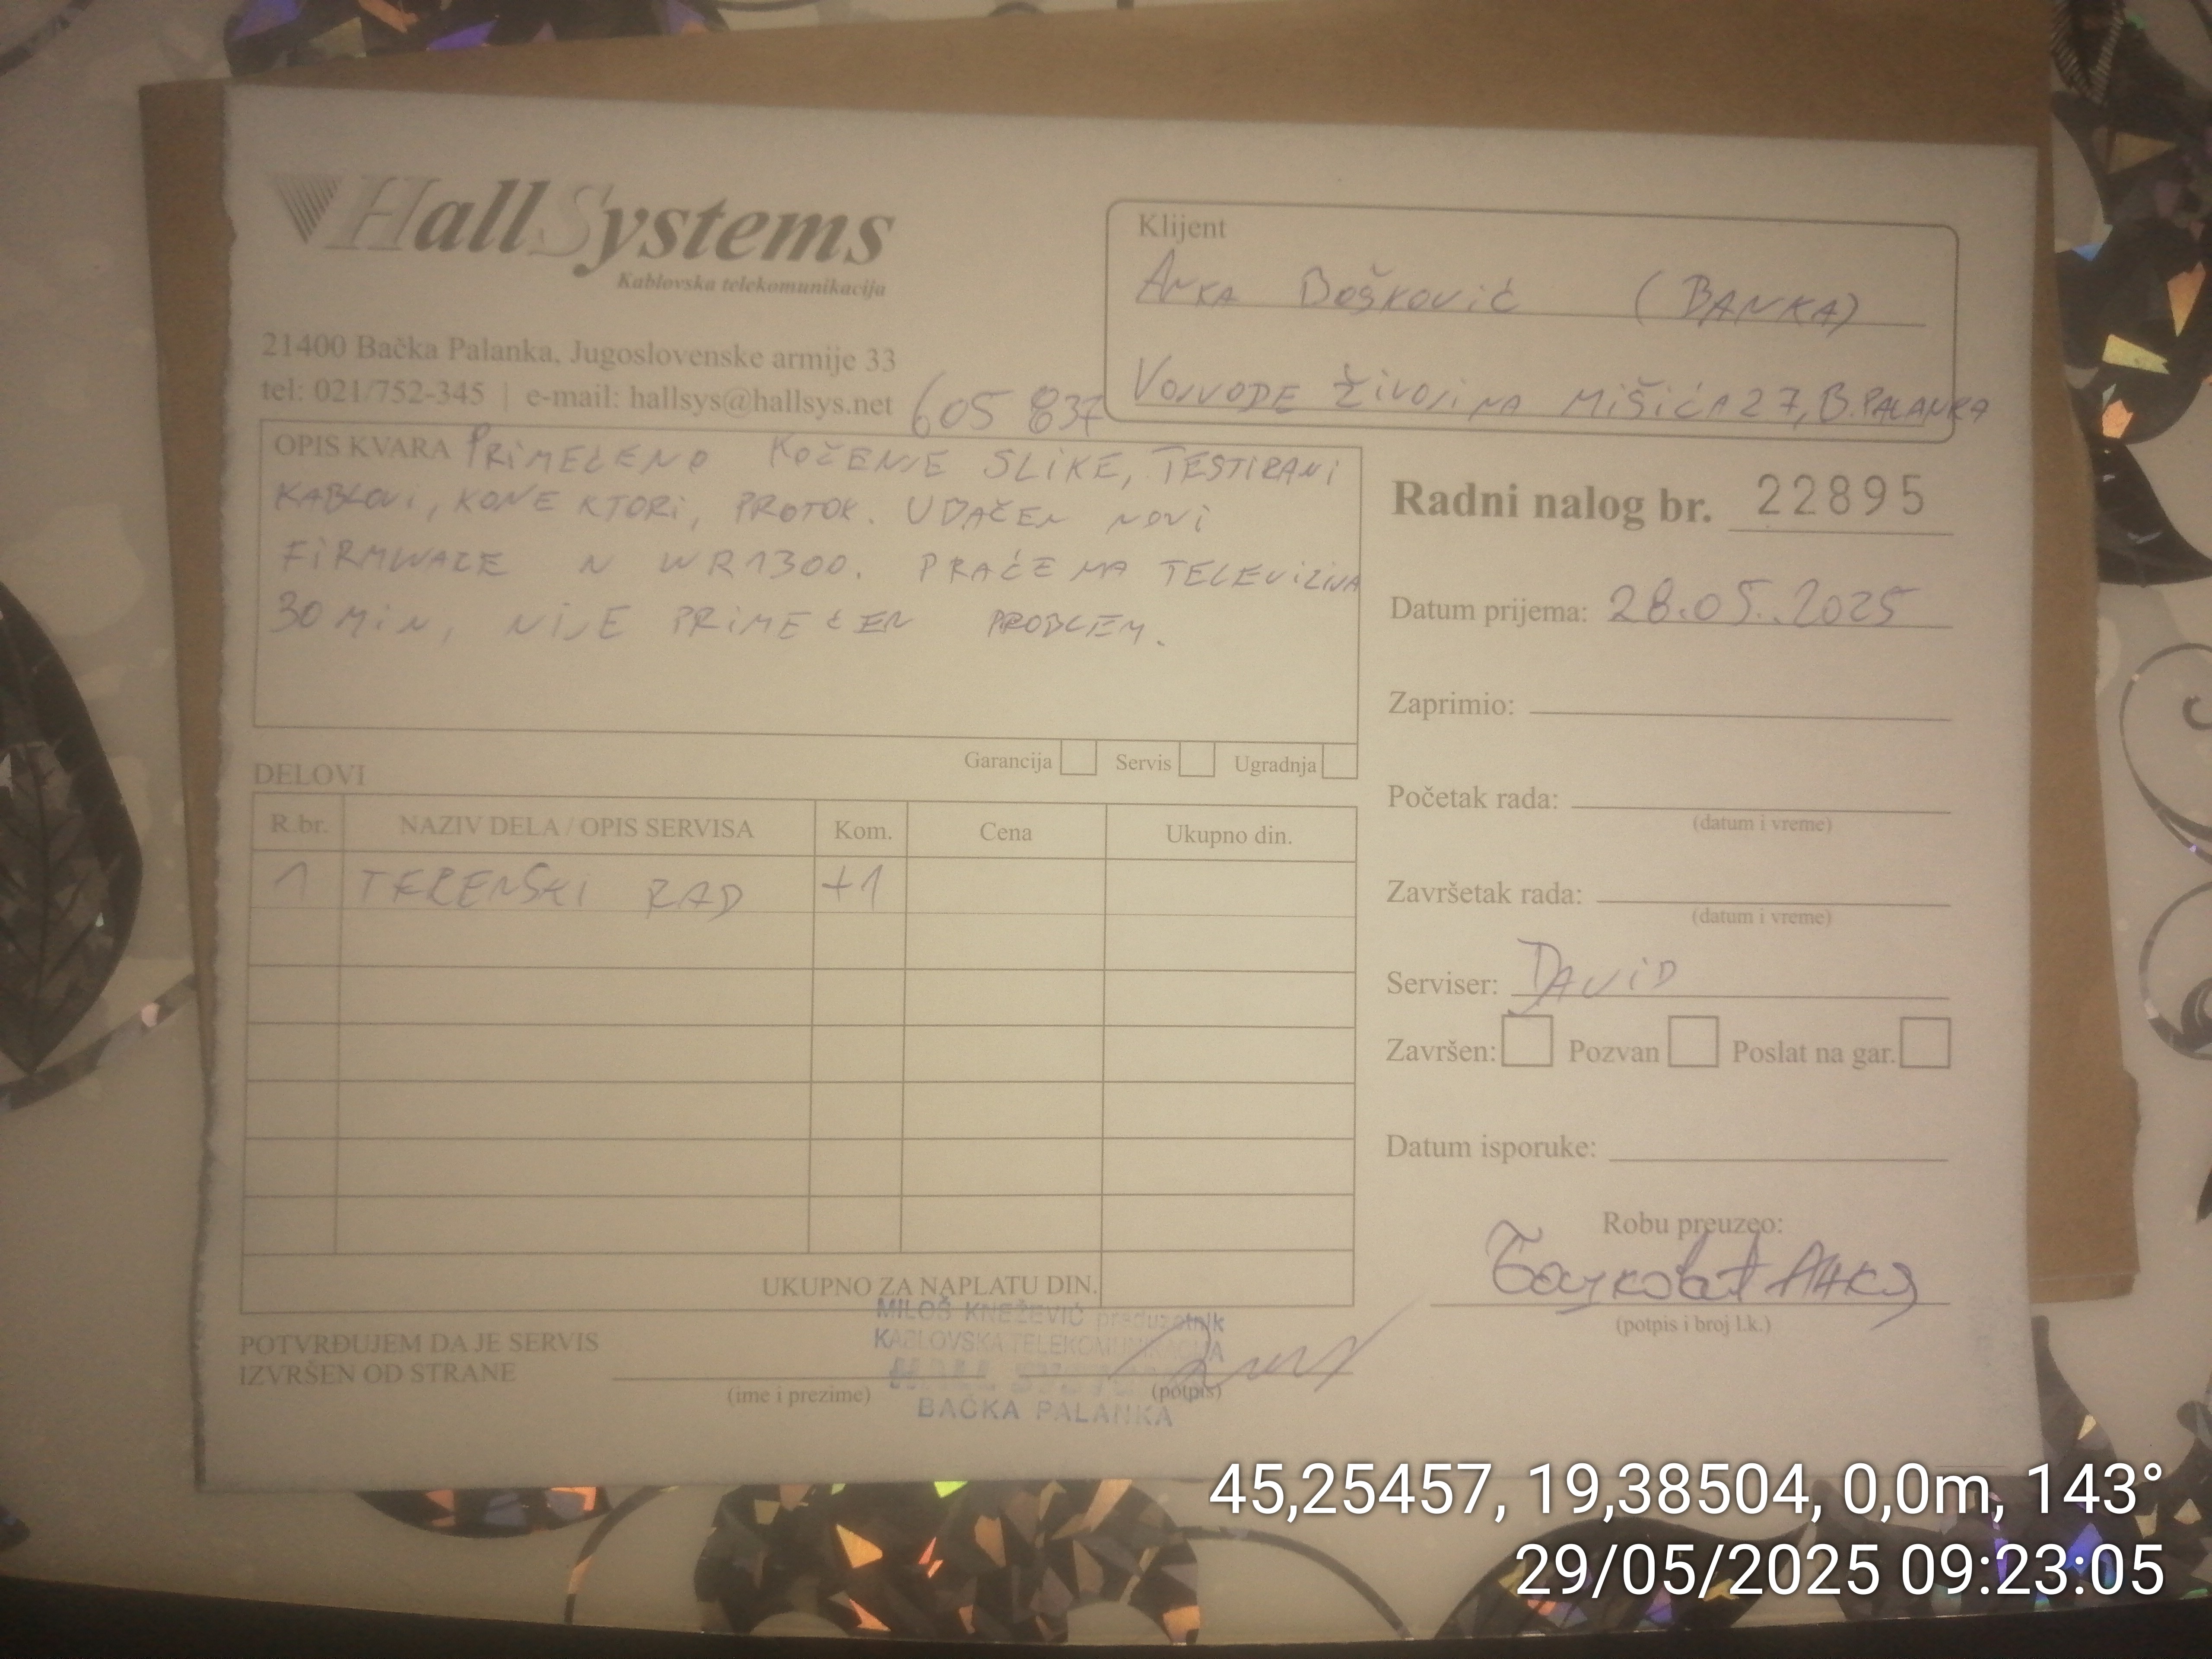 HallSystems
Kablovska telekomunikacija
21400 Bačka Palanka, Jugoslovenske armije 33
tel: 021/752-345 | e-mail: hallsys@hallsys.net
605 837
Klijent
Anka Bošković (BANKA)
VOJVODE ŽIVOJINA MIŠIĆA 27, B. PALANKA
OPIS KVARA PRIMEĆENO KOČENJE SLIKE, TESTIRANI
KABLOVI, KONEKTORI, PROTOK. UBAČEN NOVI
FIRMWARE N WR1300. PRAĆENA TELEVIZIJA
30 MIN, NIJE PRIMEĆEN PROBLEM.
Garancija Servis Ugradnja
Radni nalog br. 22895
Datum prijema: 28.05.2025
Zaprimio:
Početak rada:
(datum i vreme)
Završetak rada:
(datum i vreme)
Serviser: DAVID
Završen: Pozvan Poslat na gar.
Datum isporuke:
Robu preuzeo:
(potpis i broj l.k.)
DELOVI
R.br. NAZIV DELA / OPIS SERVISA Kom. Cena Ukupno din.
1 TERENSKI RAD +1
UKUPNO ZA NAPLATU DIN.
POTVRĐUJEM DA JE SERVIS
IZVRŠEN OD STRANE
(ime i prezime) (potpis)
MILOŠ KNEŽEVIĆ preduzetnik
KABLOVSKA TELEKOMUNIKACIJA
HALL SYSTEMS
BAČKA PALANKA
45,25457, 19,38504, 0,0m, 143°
29/05/2025 09:23:05